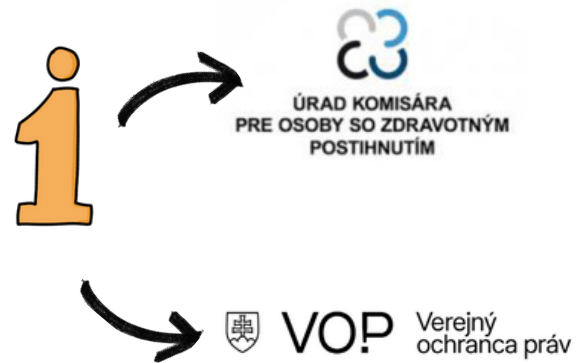 i
ÚRAD KOMISÁRA
PRE OSOBY SO ZDRAVOTNÝM
POSTIHNUTÍM
VOP Verejný
ochranca práv